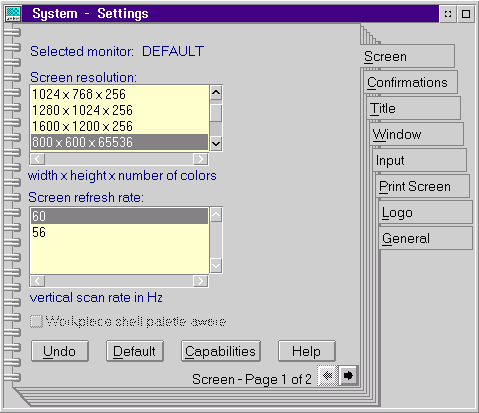 System - Settings
Selected monitor: DEFAULT
Screen resolution:
1024 x 768 x 256
1280 x 1024 x 256
1600 x 1200 x 256
800 x 600 x 65536
width x height x number of colors
Screen refresh rate:
60
56
vertical scan rate in Hz
Workplace shell palette aware
Undo
Default
Capabilities
Help
Screen - Page 1 of 2
Screen
Confirmations
Title
Window
Input
Print Screen
Logo
General